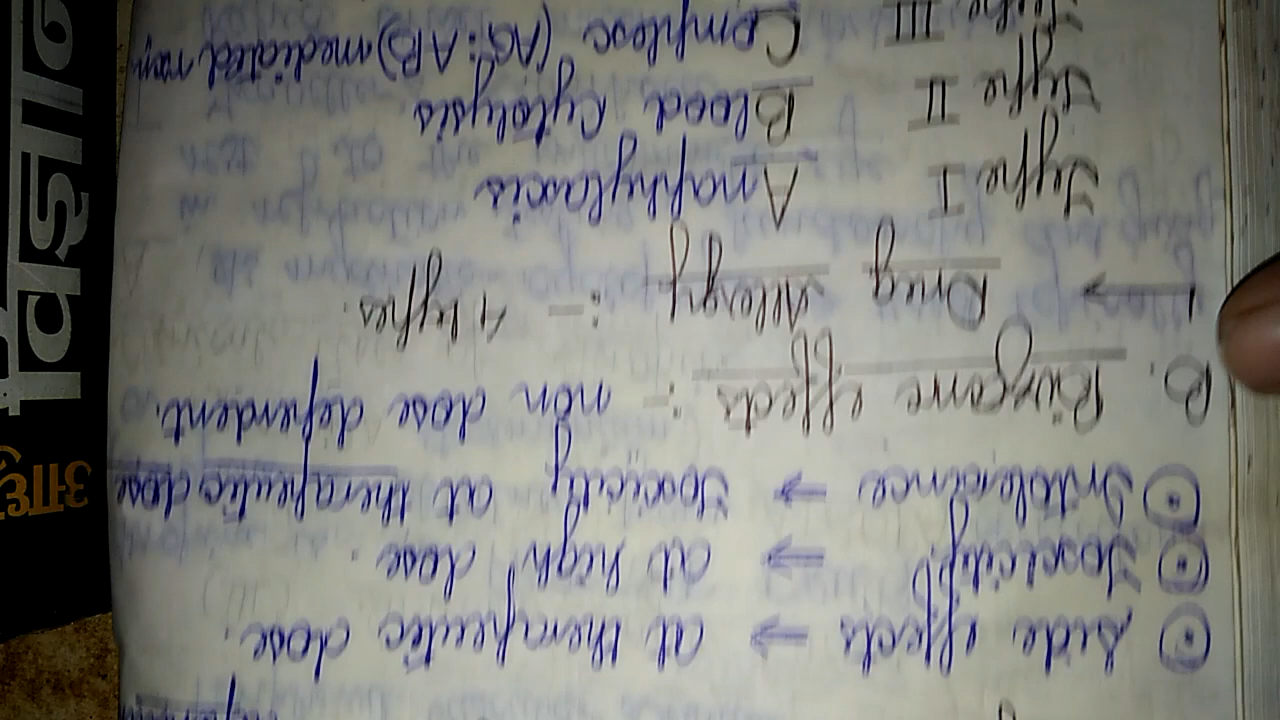 ⊙ Side effects → at therapeutic dose.
⊙ Toxicity → at high dose.
⊙ Intolerance → Toxicity at therapeutic dose
B. Bizarre effects :- non dose dependent.
→ Drug Allergy :- 4 types.
Type I Anaphylaxis
Type II Blood Cytolysis
Type III Complex (AG:AB) mediated